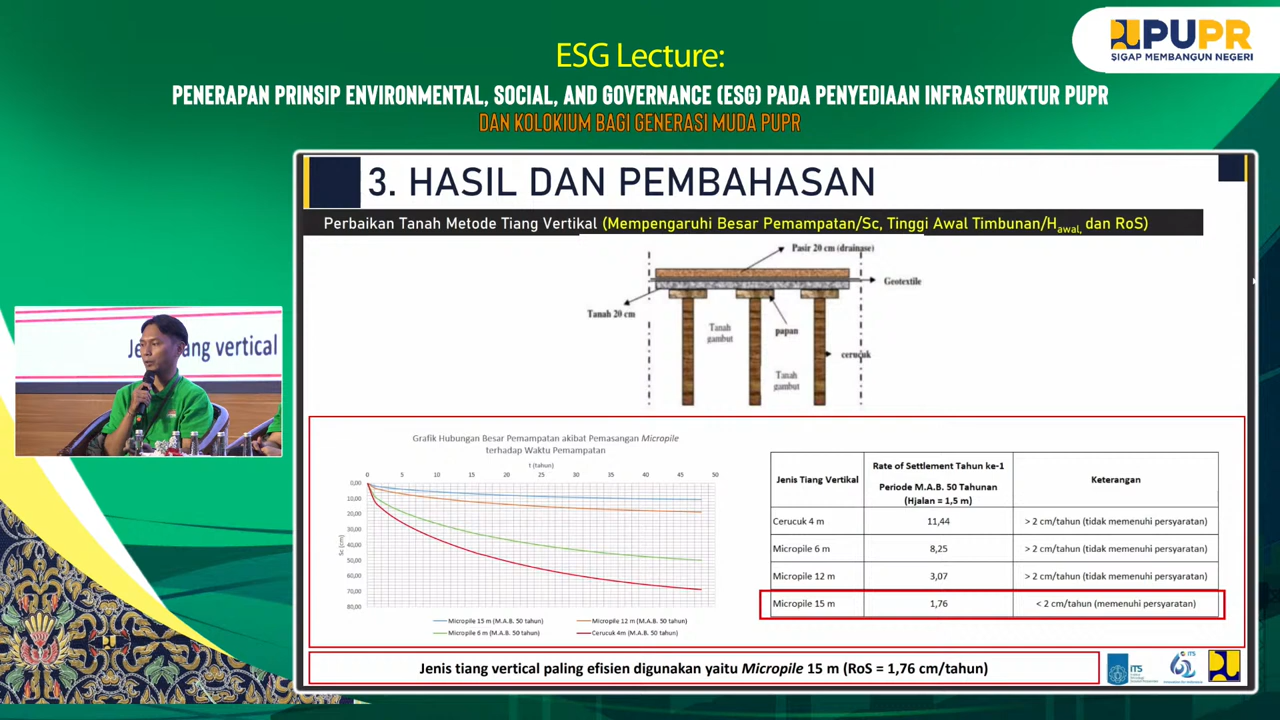 ESG Lecture:
PENERAPAN PRINSIP ENVIRONMENTAL, SOCIAL, AND GOVERNANCE (ESG) PADA PENYEDIAAN INFRASTRUKTUR PUPR
DAN KOLOKIUM BAGI GENERASI MUDA PUPR
PUPR
SIGAP MEMBANGUN NEGERI
3. HASIL DAN PEMBAHASAN
Perbaikan Tanah Metode Tiang Vertikal (Mempengaruhi Besar Pemampatan/Sc, Tinggi Awal Timbunan/Hawal, dan RoS)
Pasir 20 cm (drainase)
Geotextile
Tanah 20 cm
Tanah
gambut
papan
cerucuk
Tanah
gambut
Jenis Tiang vertical
Grafik Hubungan Besar Pemampatan akibat Pemasangan Micropile
terhadap Waktu Pemampatan
t (tahun)
0 5 10 15 20 25 30 35 40 45 50
0,00
10,00
20,00
30,00
40,00
50,00
60,00
70,00
80,00
Sc (cm)
Micropile 15 m (M.A.B. 50 tahun) Micropile 12 m (M.A.B. 50 tahun)
Micropile 6 m (M.A.B. 50 tahun) Cerucuk 4m (M.A.B. 50 tahun)
Jenis Tiang Vertikal
Rate of Settlement Tahun ke-1
Periode M.A.B. 50 Tahunan
(Hjalan = 1,5 m)
Keterangan
Cerucuk 4 m 11,44 > 2 cm/tahun (tidak memenuhi persyaratan)
Micropile 6 m 8,25 > 2 cm/tahun (tidak memenuhi persyaratan)
Micropile 12 m 3,07 > 2 cm/tahun (tidak memenuhi persyaratan)
Micropile 15 m 1,76 < 2 cm/tahun (memenuhi persyaratan)
Jenis tiang vertical paling efisien digunakan yaitu Micropile 15 m (RoS = 1,76 cm/tahun)
ITS
ITS